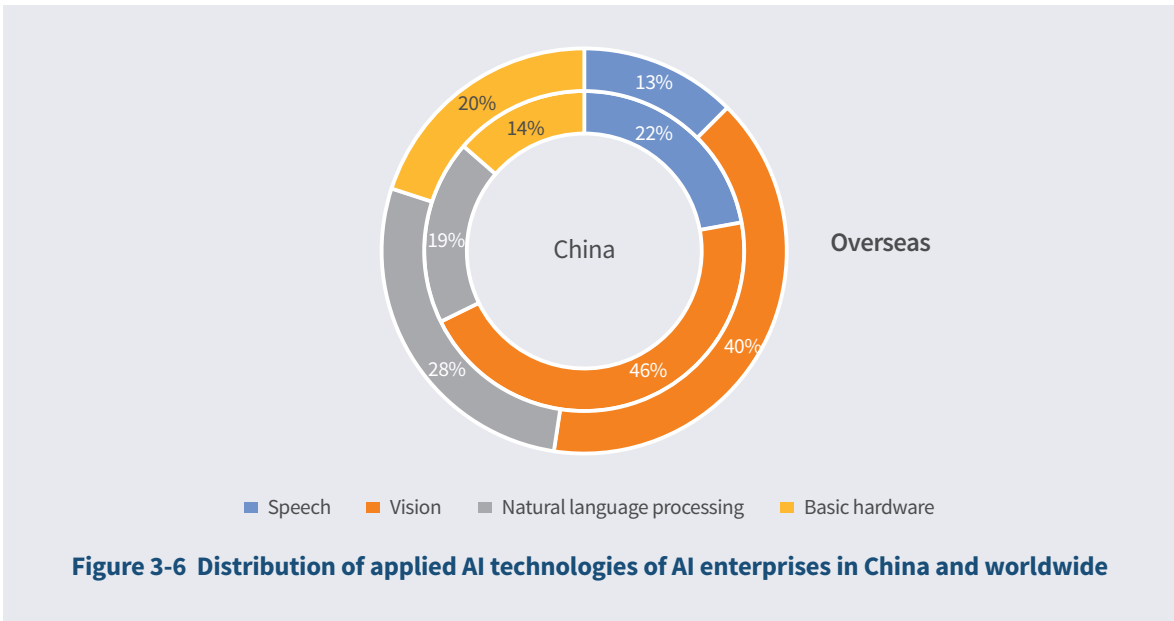 13%
20%
14%
22%
19%
China
Overseas
40%
28%
46%
Speech
Vision
Natural language processing
Basic hardware
Figure 3-6 Distribution of applied AI technologies of AI enterprises in China and worldwide